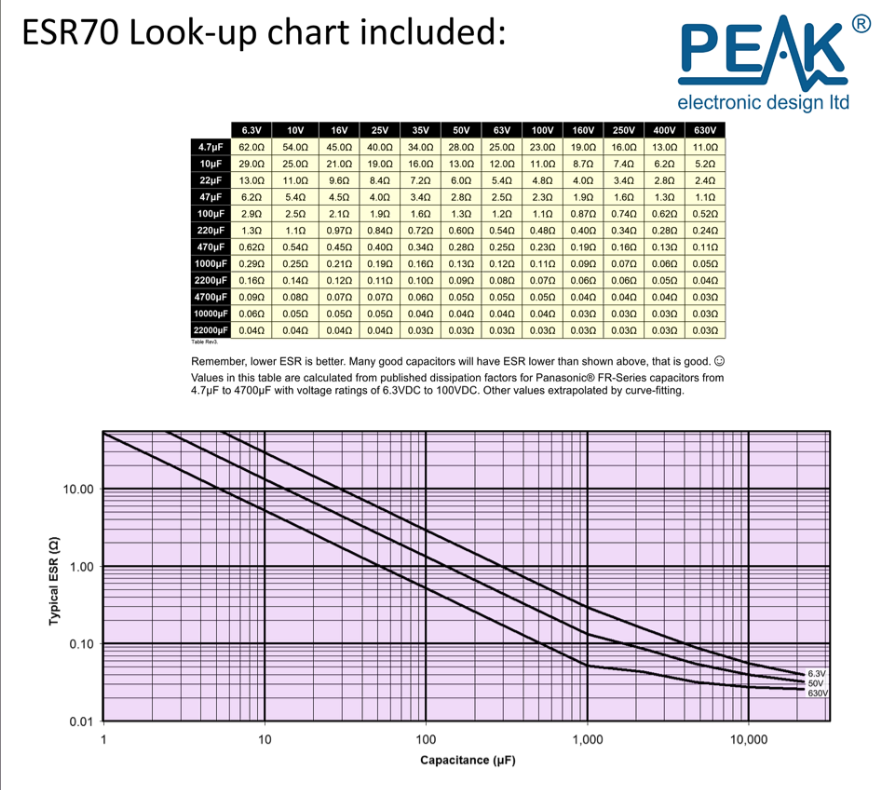 ESR70 Look-up chart included:
PEAK®
electronic design ltd
6.3V 10V 16V 25V 35V 50V 63V 100V 160V 250V 400V 630V
4.7µF 62.0Ω 54.0Ω 45.0Ω 40.0Ω 34.0Ω 28.0Ω 25.0Ω 23.0Ω 19.0Ω 16.0Ω 13.0Ω 11.0Ω
10µF 29.0Ω 25.0Ω 21.0Ω 19.0Ω 16.0Ω 13.0Ω 12.0Ω 11.0Ω 8.7Ω 7.4Ω 6.2Ω 5.2Ω
22µF 13.0Ω 11.0Ω 9.6Ω 8.4Ω 7.2Ω 6.0Ω 5.4Ω 4.8Ω 4.0Ω 3.4Ω 2.8Ω 2.4Ω
47µF 6.2Ω 5.4Ω 4.5Ω 4.0Ω 3.4Ω 2.8Ω 2.5Ω 2.3Ω 1.9Ω 1.6Ω 1.3Ω 1.1Ω
100µF 2.9Ω 2.5Ω 2.1Ω 1.9Ω 1.6Ω 1.3Ω 1.2Ω 1.1Ω 0.87Ω 0.74Ω 0.62Ω 0.52Ω
220µF 1.3Ω 1.1Ω 0.97Ω 0.84Ω 0.72Ω 0.60Ω 0.54Ω 0.48Ω 0.40Ω 0.34Ω 0.28Ω 0.24Ω
470µF 0.62Ω 0.54Ω 0.45Ω 0.40Ω 0.34Ω 0.28Ω 0.25Ω 0.23Ω 0.19Ω 0.16Ω 0.13Ω 0.11Ω
1000µF 0.29Ω 0.25Ω 0.21Ω 0.19Ω 0.16Ω 0.13Ω 0.12Ω 0.11Ω 0.09Ω 0.07Ω 0.06Ω 0.05Ω
2200µF 0.16Ω 0.14Ω 0.12Ω 0.11Ω 0.10Ω 0.09Ω 0.08Ω 0.07Ω 0.06Ω 0.06Ω 0.05Ω 0.04Ω
4700µF 0.09Ω 0.08Ω 0.07Ω 0.07Ω 0.06Ω 0.05Ω 0.05Ω 0.05Ω 0.04Ω 0.04Ω 0.04Ω 0.03Ω
10000µF 0.06Ω 0.05Ω 0.05Ω 0.05Ω 0.04Ω 0.04Ω 0.04Ω 0.04Ω 0.03Ω 0.03Ω 0.03Ω 0.03Ω
22000µF 0.04Ω 0.04Ω 0.04Ω 0.04Ω 0.03Ω 0.03Ω 0.03Ω 0.03Ω 0.03Ω 0.03Ω 0.03Ω 0.03Ω
Table Rev3.
Remember, lower ESR is better. Many good capacitors will have ESR lower than shown above, that is good. ☺
Values in this table are calculated from published dissipation factors for Panasonic® FR-Series capacitors from
4.7µF to 4700µF with voltage ratings of 6.3VDC to 100VDC. Other values extrapolated by curve-fitting.
10.00
1.00
0.10
0.01
Typical ESR (Ω)
6.3V
50V
630V
1 10 100 1,000 10,000
Capacitance (µF)